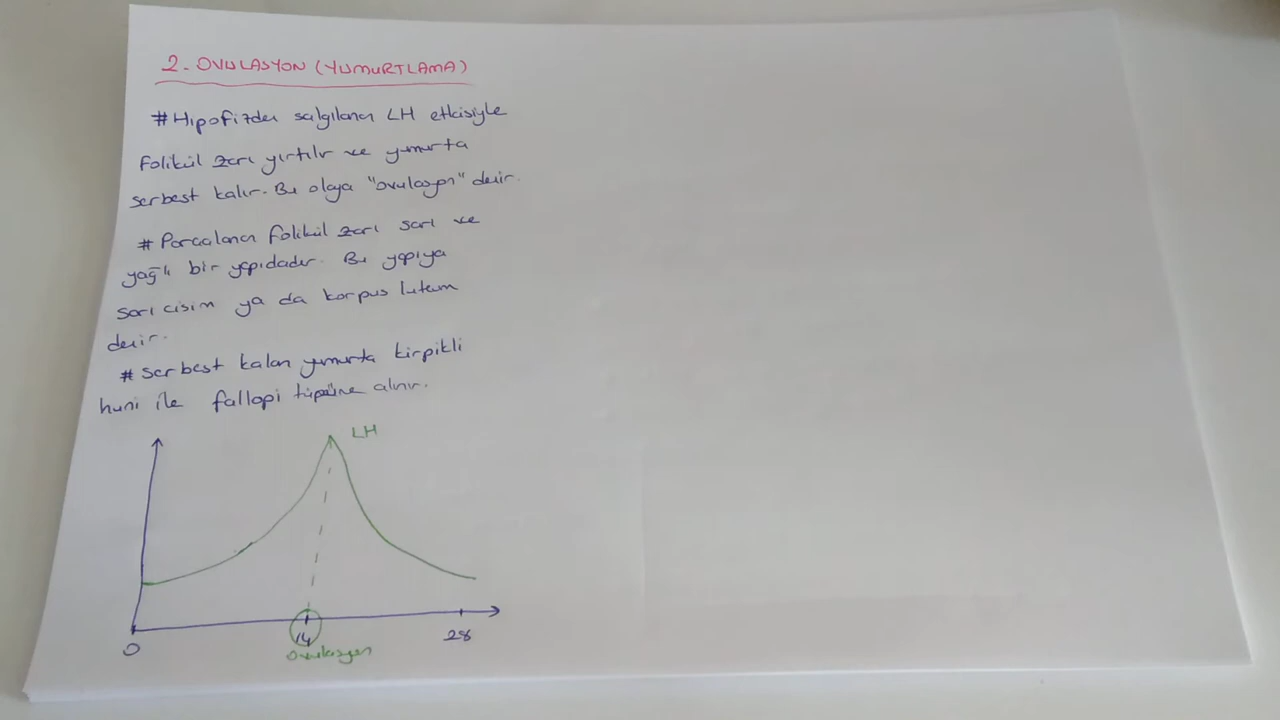 2- OVULASYON (YUMURTLAMA)
# Hipofizden salgılanan LH etkisiyle
Folikül zarı yırtılır ve yumurta
serbest kalır. Bu olaya "ovulasyon" denir.
# Parçalanan folikül zarı sarı ve
yağlı bir yapıdadır. Bu yapıya
sarı cisim ya da korpus luteum
denir.
# Serbest kalan yumurta kirpikli
huni ile fallopi tüpüne alınır.
LH
0
14
28
Ovulasyon